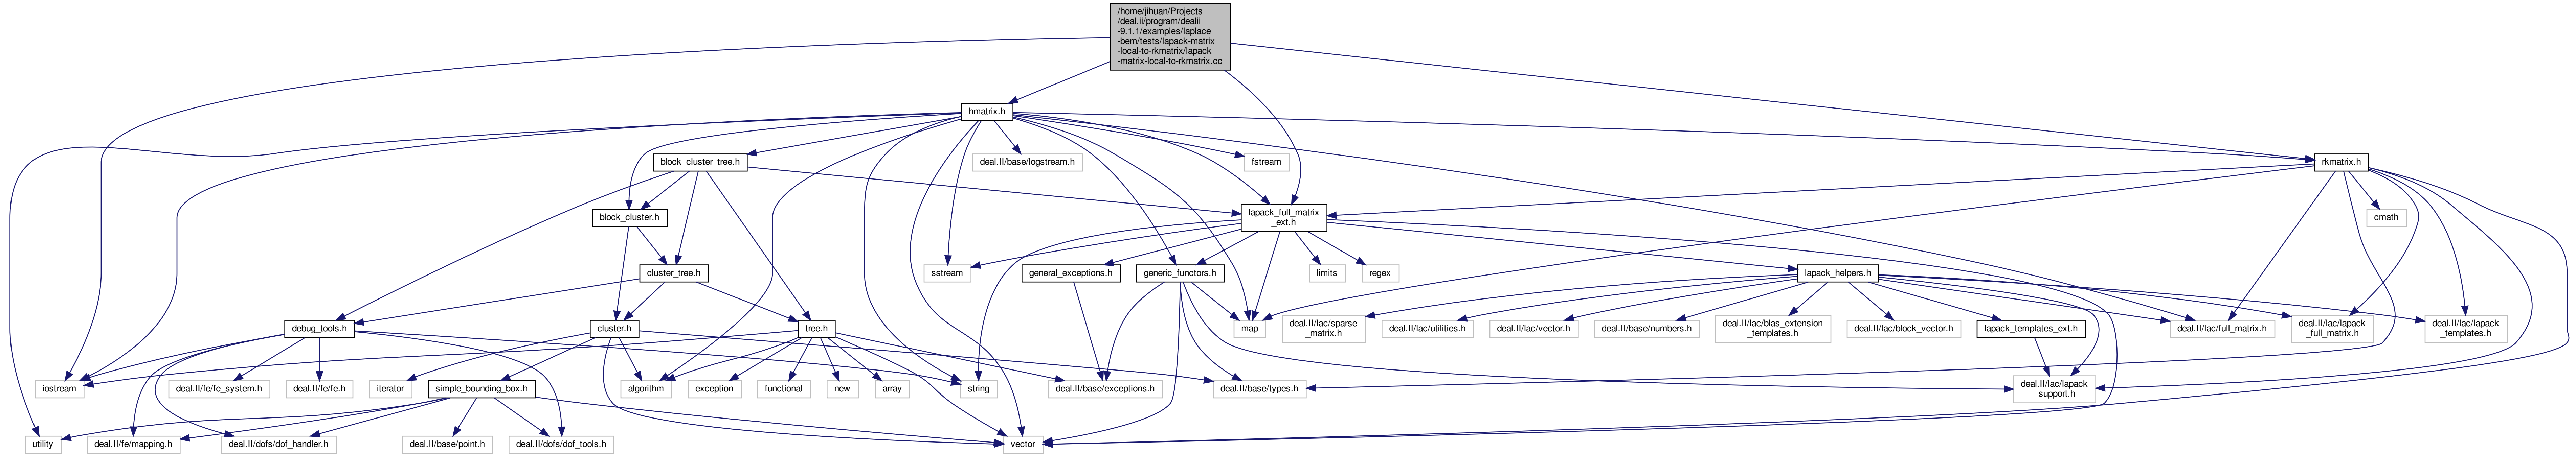 /home/jihuan/Projects
/deal.ii/program/dealii
-9.1.1/examples/laplace
-bem/tests/lapack-matrix
-local-to-rkmatrix/lapack
-matrix-local-to-rkmatrix.cc
hmatrix.h
block_cluster_tree.h
deal.II/base/logstream.h
fstream
rkmatrix.h
block_cluster.h
lapack_full_matrix
_ext.h
cmath
cluster_tree.h
sstream
general_exceptions.h
generic_functors.h
limits
regex
lapack_helpers.h
debug_tools.h
cluster.h
tree.h
map
deal.II/lac/sparse
_matrix.h
deal.II/lac/utilities.h
deal.II/lac/vector.h
deal.II/base/numbers.h
deal.II/lac/blas_extension
_templates.h
deal.II/lac/block_vector.h
lapack_templates_ext.h
deal.II/lac/full_matrix.h
deal.II/lac/lapack
_full_matrix.h
deal.II/lac/lapack
_templates.h
iostream
deal.II/fe/fe_system.h
deal.II/fe/fe.h
iterator
simple_bounding_box.h
algorithm
exception
functional
new
array
string
deal.II/base/exceptions.h
deal.II/base/types.h
deal.II/lac/lapack
_support.h
utility
deal.II/fe/mapping.h
deal.II/dofs/dof_handler.h
deal.II/base/point.h
deal.II/dofs/dof_tools.h
vector